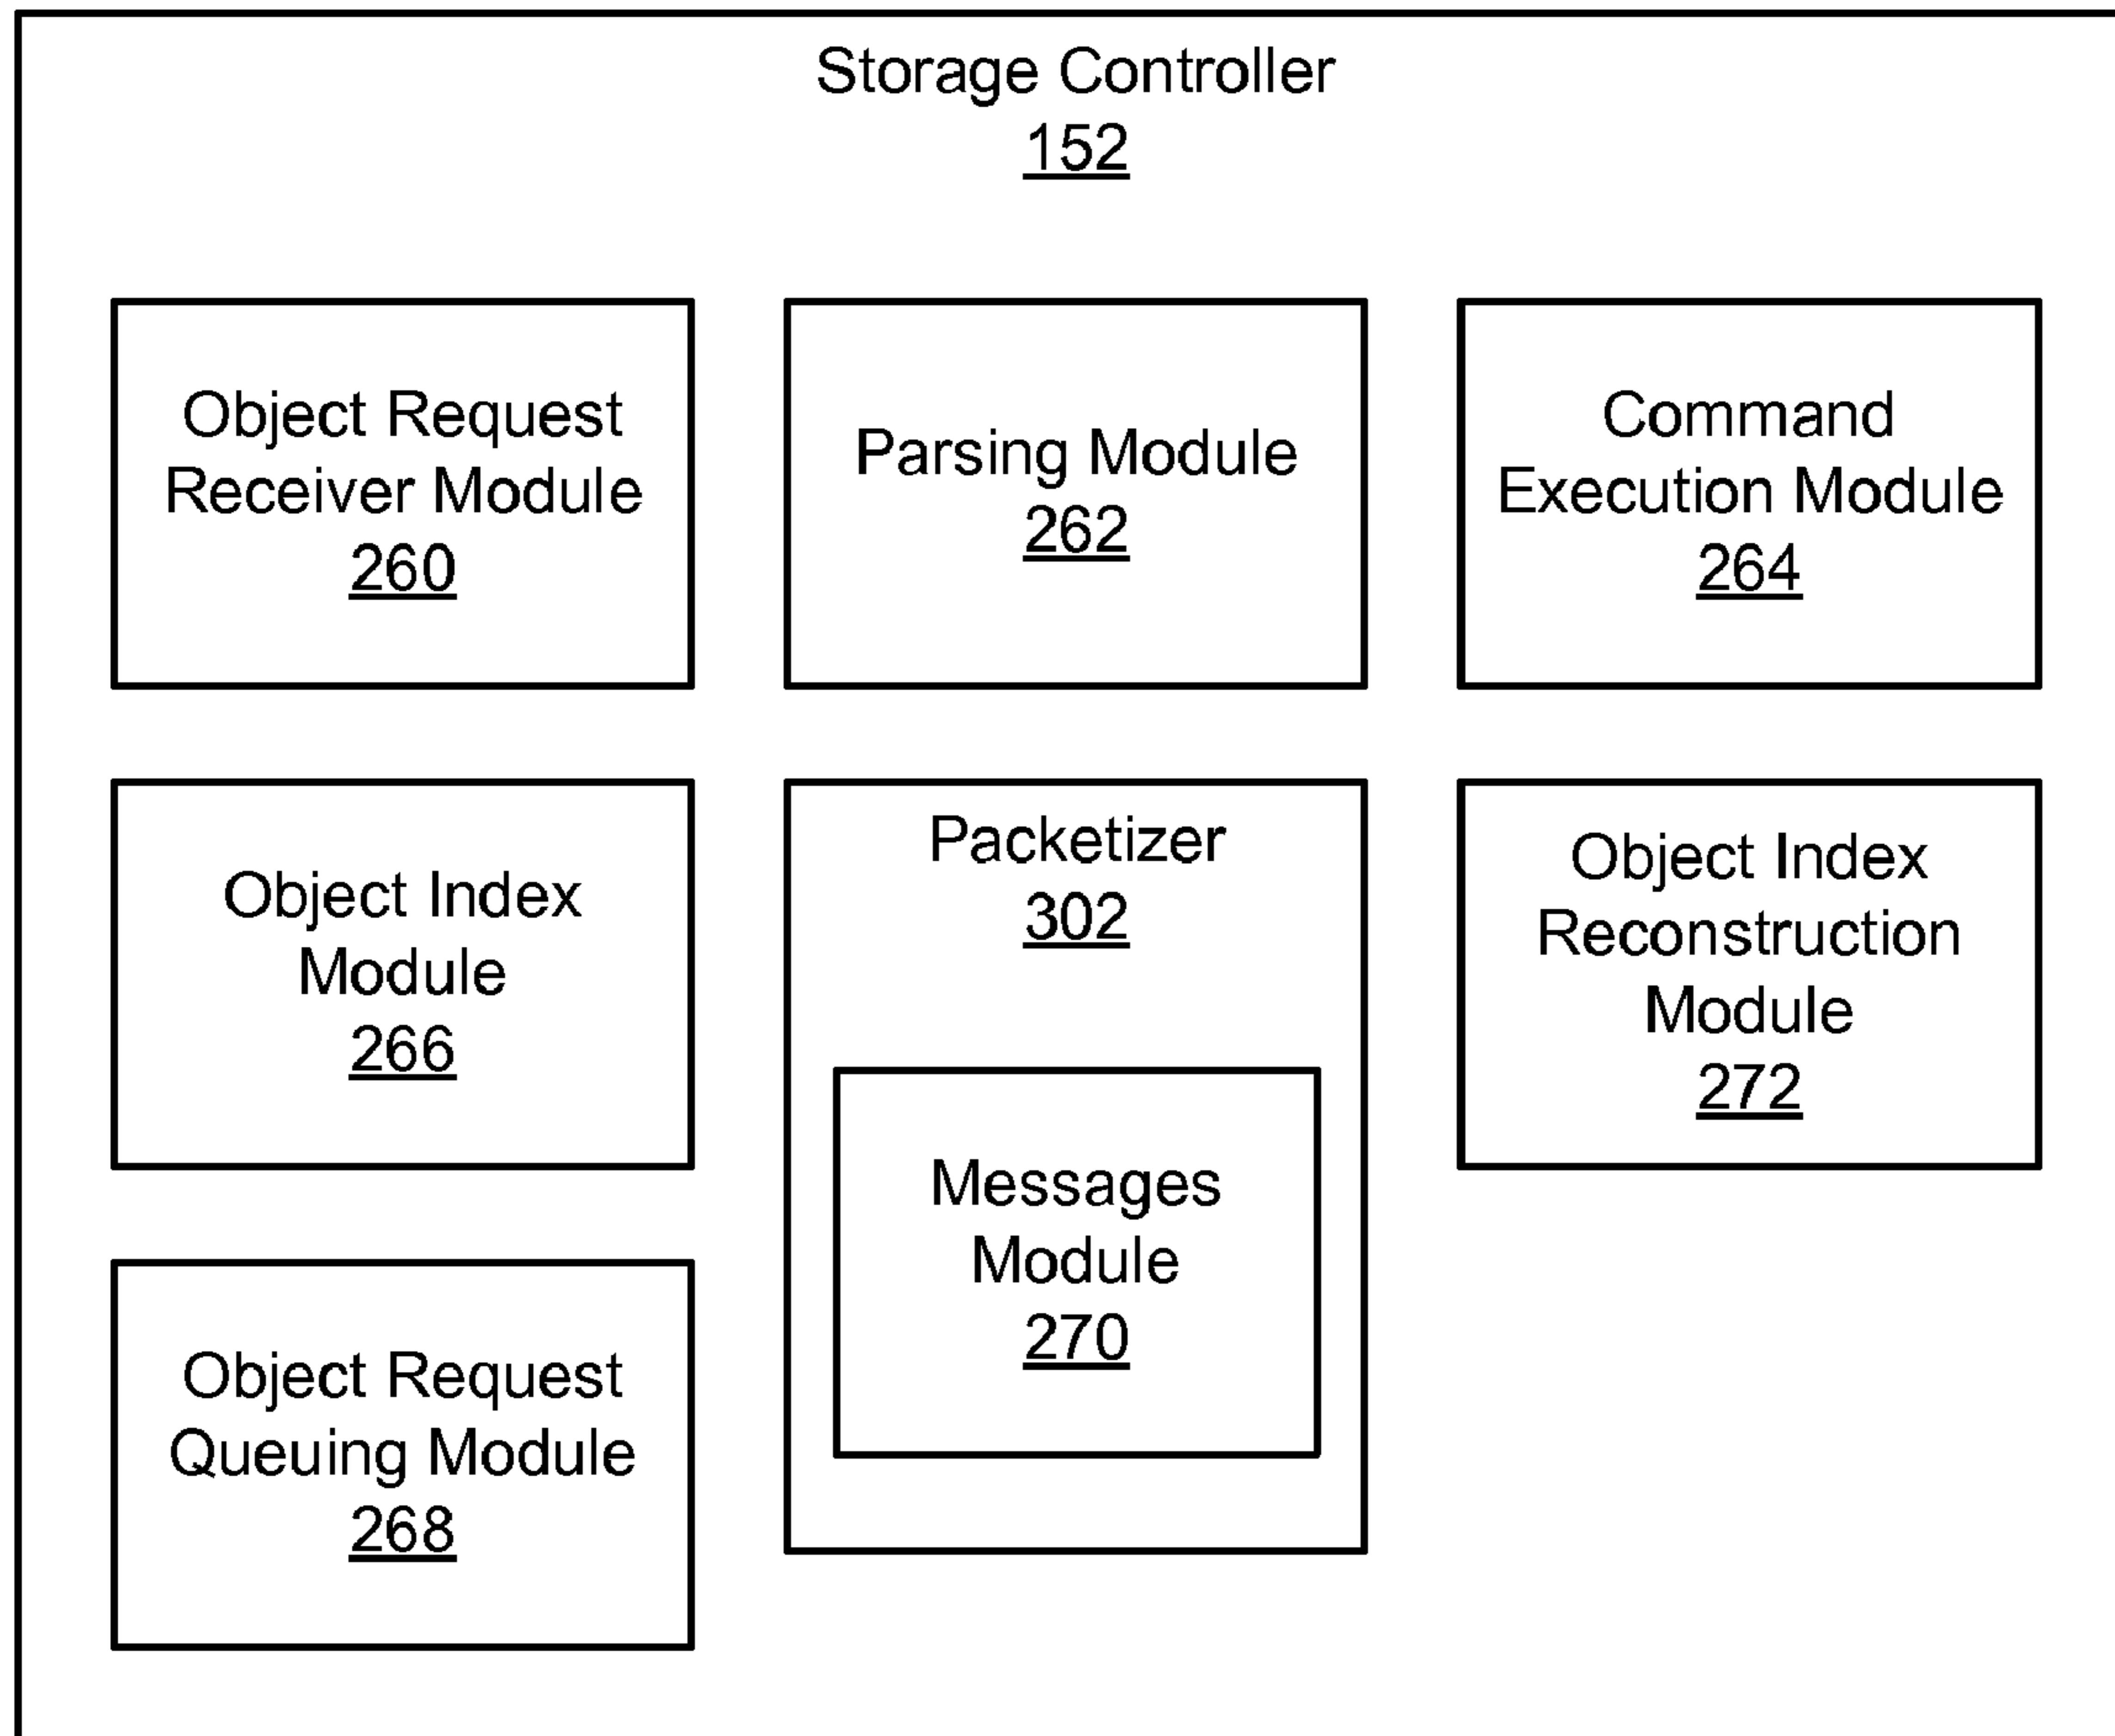 Storage Controller
152
Object Request
Receiver Module
260
Parsing Module
262
Command
Execution Module
264
Object Index
Module
266
Packetizer
302
Messages
Module
270
Object Index
Reconstruction
Module
272
Object Request
Queuing Module
268